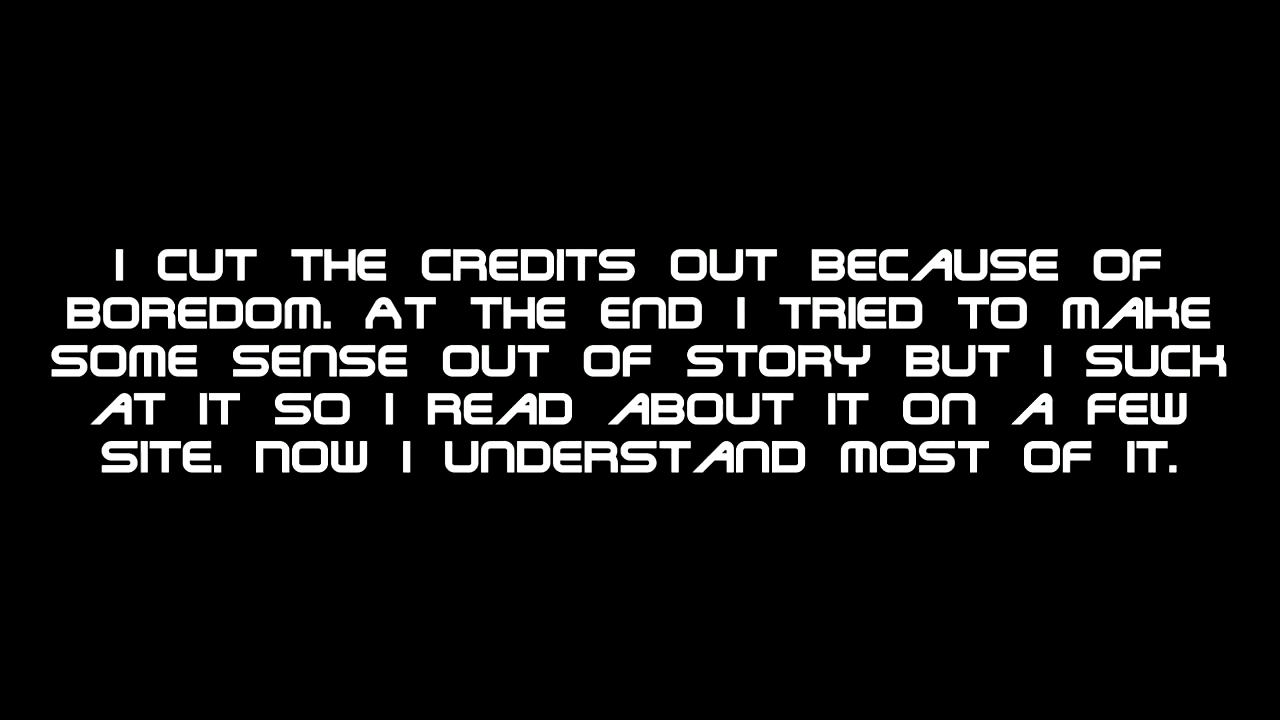 I CUT THE CREDITS OUT BECAUSE OF
BOREDOM. AT THE END I TRIED TO MAKE
SOME SENSE OUT OF STORY BUT I SUCK
AT IT SO I READ ABOUT IT ON A FEW
SITE. NOW I UNDERSTAND MOST OF IT.